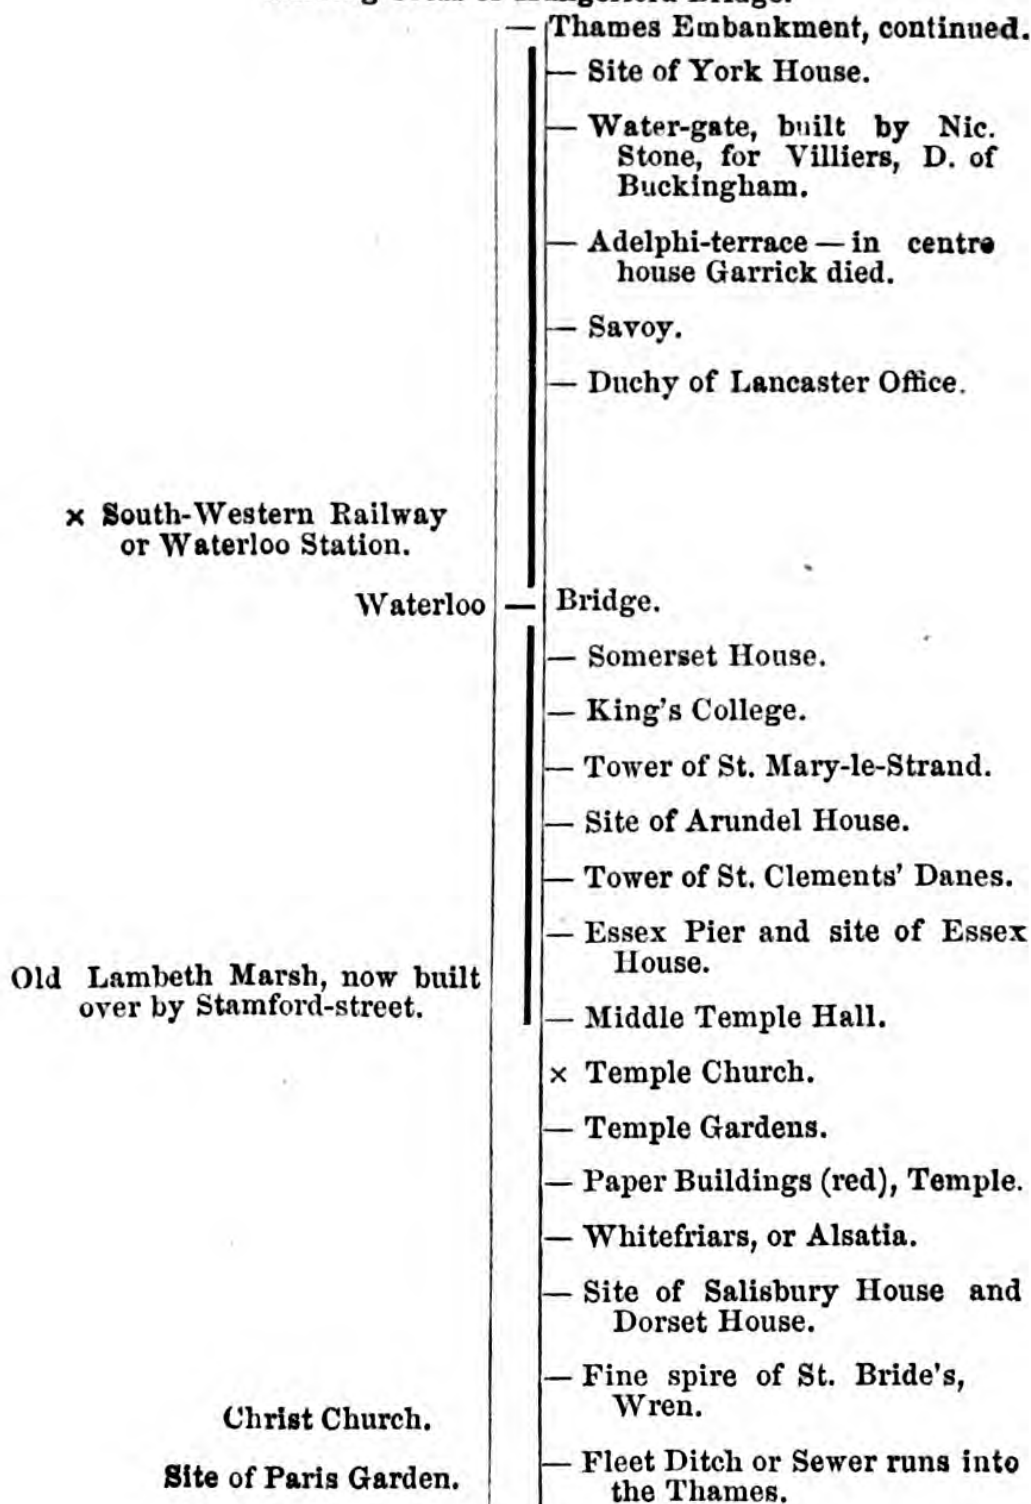 Thames Embankment, continued.
— Site of York House.
— Water-gate, built by Nic.
Stone, for Villiers, D. of
Buckingham.
— Adelphi-terrace — in centre
house Garrick died.
— Savoy.
— Duchy of Lancaster Office.
× South-Western Railway
or Waterloo Station.
Waterloo — Bridge.
— Somerset House.
— King's College.
— Tower of St. Mary-le-Strand.
— Site of Arundel House.
— Tower of St. Clements' Danes.
— Essex Pier and site of Essex
House.
Old Lambeth Marsh, now built
over by Stamford-street.
— Middle Temple Hall.
× Temple Church.
— Temple Gardens.
— Paper Buildings (red), Temple.
— Whitefriars, or Alsatia.
— Site of Salisbury House and
Dorset House.
— Fine spire of St. Bride's,
Wren.
Christ Church.
Site of Paris Garden.
— Fleet Ditch or Sewer runs into
the Thames.